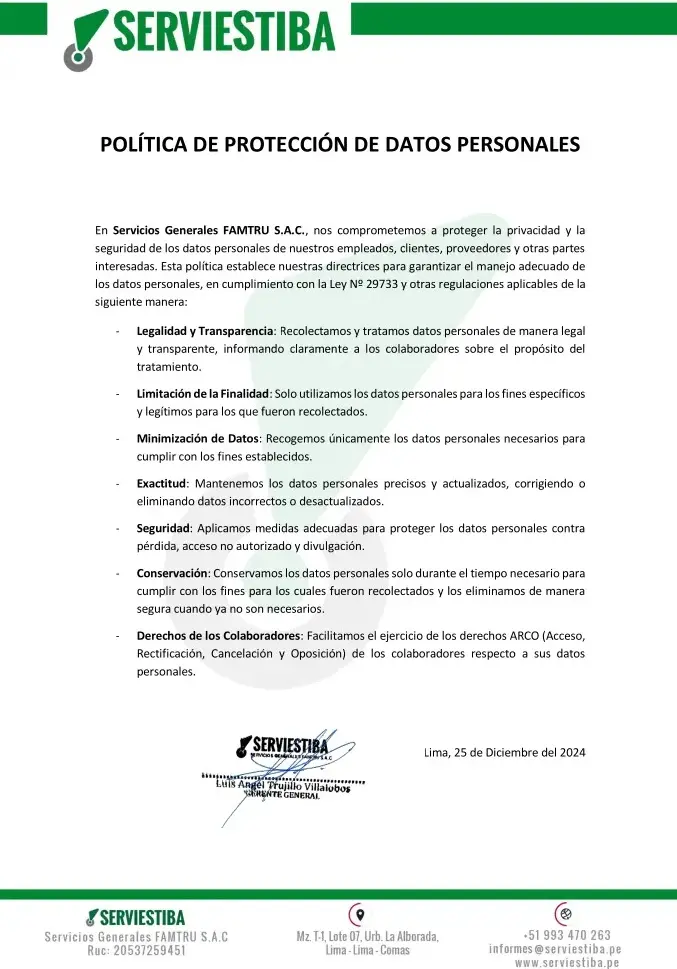 SERVIESTIBA
POLÍTICA DE PROTECCIÓN DE DATOS PERSONALES
En Servicios Generales FAMTRU S.A.C., nos comprometemos a proteger la privacidad y la
seguridad de los datos personales de nuestros empleados, clientes, proveedores y otras partes
interesadas. Esta política establece nuestras directrices para garantizar el manejo adecuado de
los datos personales, en cumplimiento con la Ley Nº 29733 y otras regulaciones aplicables de la
siguiente manera:
- Legalidad y Transparencia: Recolectamos y tratamos datos personales de manera legal
y transparente, informando claramente a los colaboradores sobre el propósito del
tratamiento.
- Limitación de la Finalidad: Solo utilizamos los datos personales para los fines específicos
y legítimos para los que fueron recolectados.
- Minimización de Datos: Recogemos únicamente los datos personales necesarios para
cumplir con los fines establecidos.
- Exactitud: Mantenemos los datos personales precisos y actualizados, corrigiendo o
eliminando datos incorrectos o desactualizados.
- Seguridad: Aplicamos medidas adecuadas para proteger los datos personales contra
pérdida, acceso no autorizado y divulgación.
- Conservación: Conservamos los datos personales solo durante el tiempo necesario para
cumplir con los fines para los cuales fueron recolectados y los eliminamos de manera
segura cuando ya no son necesarios.
- Derechos de los Colaboradores: Facilitamos el ejercicio de los derechos ARCO (Acceso,
Rectificación, Cancelación y Oposición) de los colaboradores respecto a sus datos
personales.
SERVIESTIBA
SERVICIOS GENERALES FAMTRU S.A.C
Luis Angel Trujillo Villalobos
GERENTE GENERAL
Lima, 25 de Diciembre del 2024
SERVIESTIBA
Servicios Generales FAMTRU S.A.C
Ruc: 20537259451
Mz. T-1, Lote 07, Urb. La Alborada,
Lima - Lima - Comas
+51 993 470 263
informes@serviestiba.pe
www.serviestiba.pe